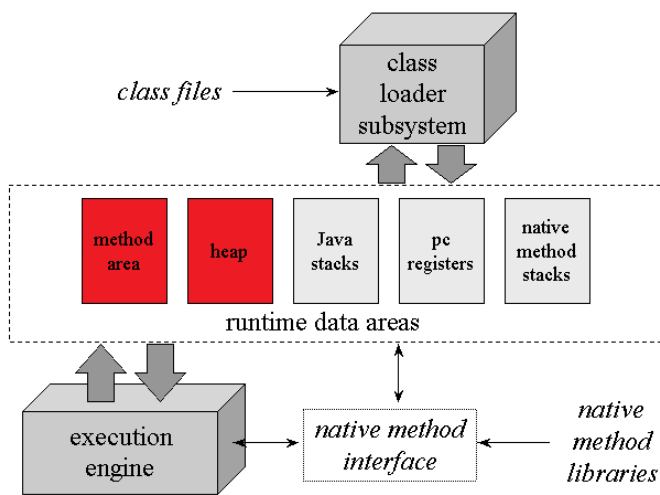 class
loader
subsystem
class files
method
area
heap
Java
stacks
pc
registers
native
method
stacks
runtime data areas
execution
engine
native method
interface
native
method
libraries